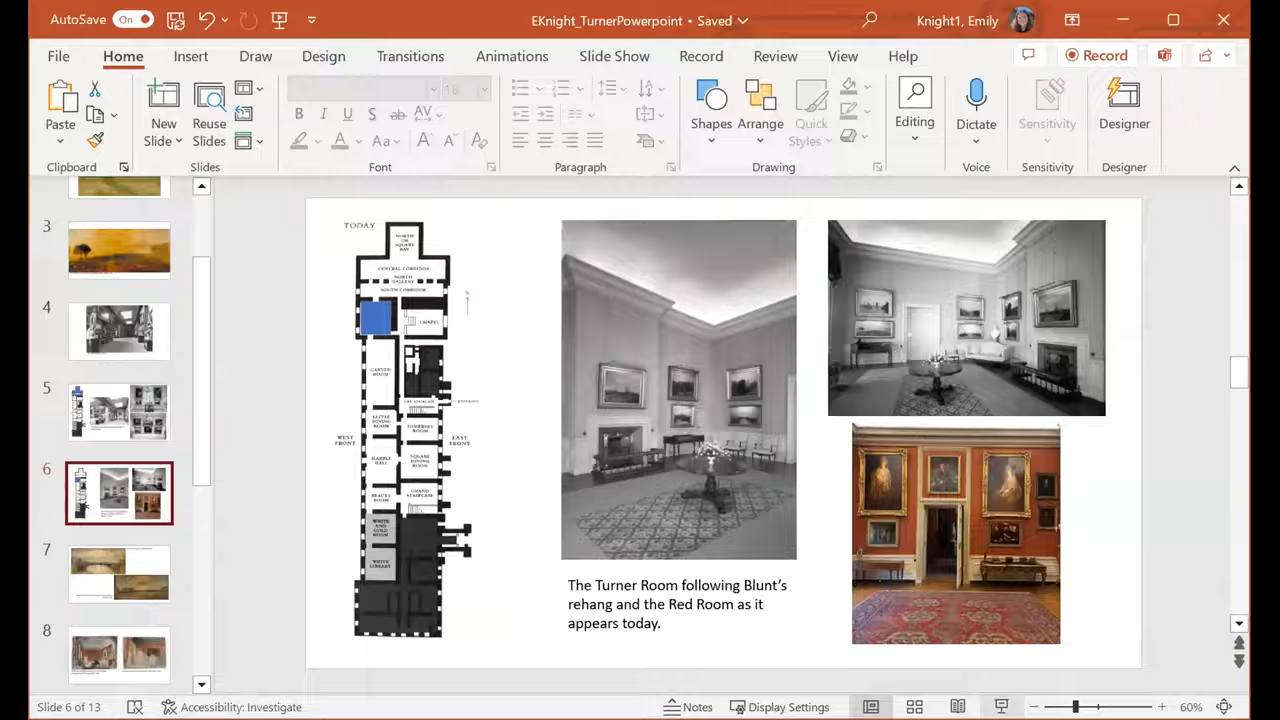 AutoSave On EKnight_TurnerPowerpoint • Saved Knight1, Emily
File Home Insert Draw Design Transitions Animations Slide Show Record Review View Help Record
Paste New Slide Reuse Slides 18 Shapes Arrange Quick Styles Editing Dictate Sensitivity Designer
Clipboard Slides Font Paragraph Drawing Voice Sensitivity Designer
3
4
5
6
7
8
TODAY
NORTH OR SQUARE BAY
CENTRAL CORRIDOR
NORTH GALLERY
SOUTH CORRIDOR
CHAPEL
CARVED ROOM
LITTLE DINING ROOM
SOMERSET ROOM
WEST FRONT
EAST FRONT
MARBLE HALL
SQUARE DINING ROOM
BEAUTY ROOM
GRAND STAIRCASE
WHITE AND GOLD ROOM
WHITE LIBRARY
The Turner Room following Blunt's
rehang and the Red Room as it
appears today.
Slide 6 of 13 Accessibility: Investigate Notes Display Settings 60%